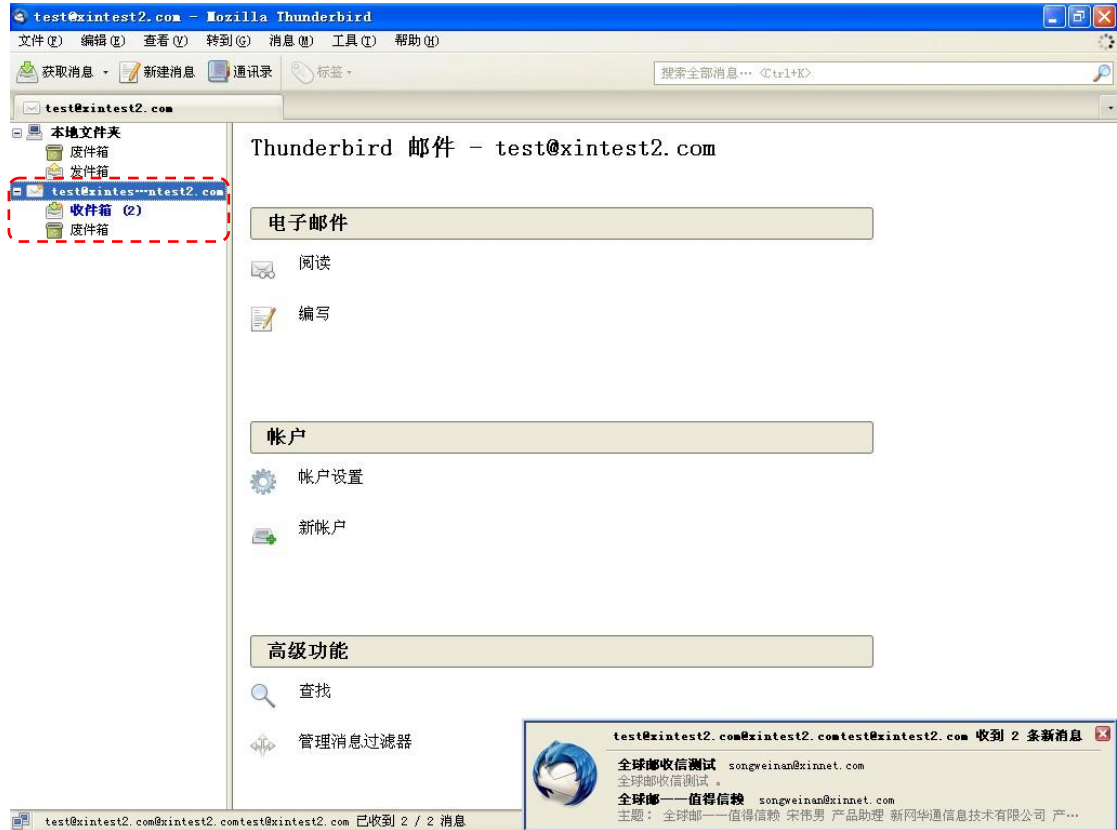 test@xintest2.com - Mozilla Thunderbird
文件(F) 编辑(E) 查看(V) 转到(G) 消息(M) 工具(T) 帮助(H)
获取消息 新建消息 通讯录 标签 搜索全部消息… <Ctrl+K>
test@xintest2.com
本地文件夹
废件箱
发件箱
test@xintes…ntest2.com
收件箱 (2)
废件箱
Thunderbird 邮件 - test@xintest2.com
电子邮件
阅读
编写
帐户
帐户设置
新帐户
高级功能
查找
管理消息过滤器
test@xintest2.com@xintest2.comtest@xintest2.com 收到 2 条新消息
全球邮收信测试 songweinan@xinnet.com
全球邮收信测试 。
全球邮——值得信赖 songweinan@xinnet.com
主题: 全球邮——值得信赖 宋伟男 产品助理 新网华通信息技术有限公司 产…
test@xintest2.com@xintest2.comtest@xintest2.com 已收到 2 / 2 消息